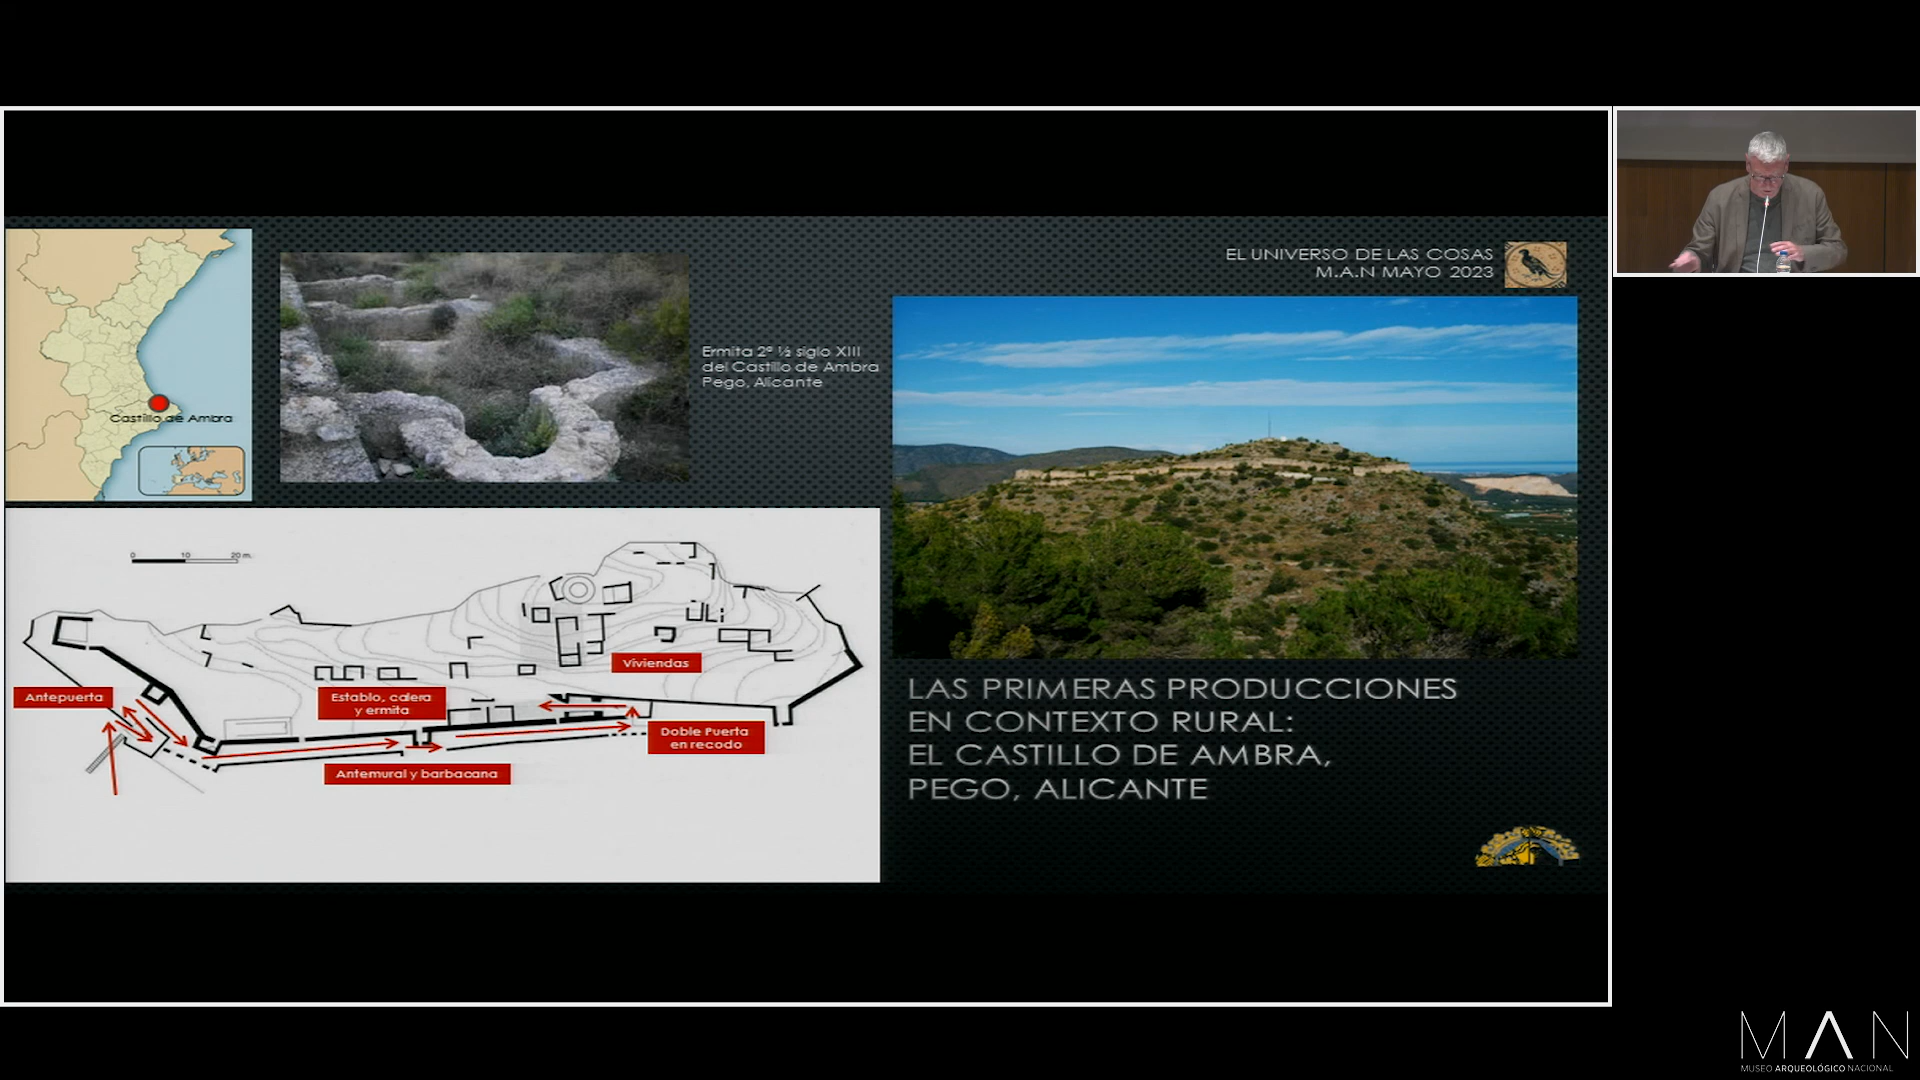 EL UNIVERSO DE LAS COSAS
M.A.N MAYO 2023
Castillo de Ambra
Ermita 2ª ½ siglo XIII
del Castillo de Ambra
Pego, Alicante
0 10 20 m.
Viviendas
Antepuerta
Establo, calera
y ermita
Doble Puerta
en recodo
Antemural y barbacana
LAS PRIMERAS PRODUCCIONES
EN CONTEXTO RURAL:
EL CASTILLO DE AMBRA,
PEGO, ALICANTE
MAN
MUSEO ARQUEOLÓGICO NACIONAL